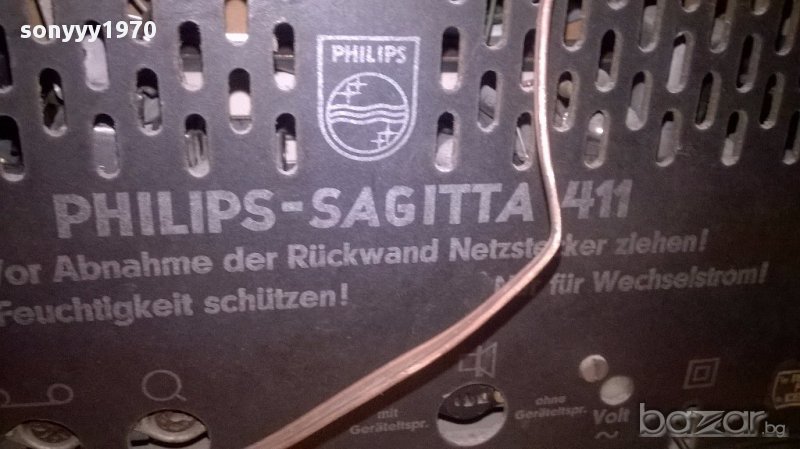 sonyyy1970
PHILIPS
PHILIPS-SAGITTA 411
Vor Abnahme der Rückwand Netzstecker ziehen!
Feuchtigkeit schützen! Nur für Wechselstrom!
mit
Geräteltspr.
ohne
Geräteltspr.
Volt
~
bazar.bg